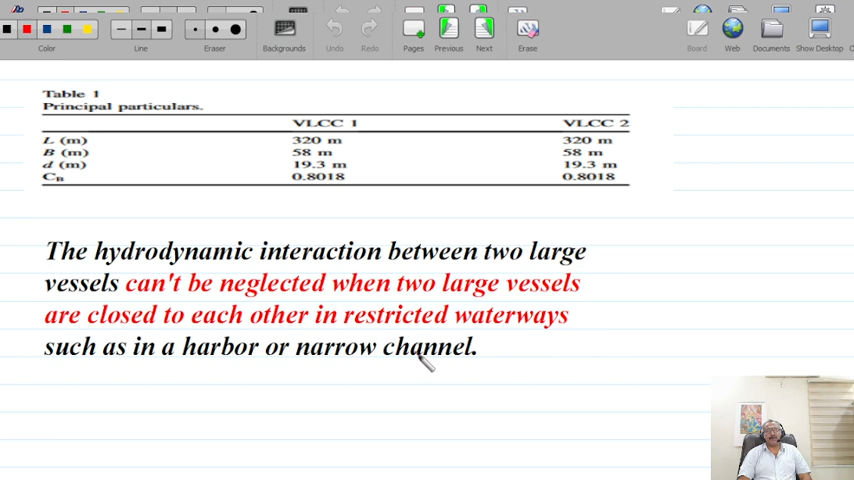 Color
Line
Eraser
Backgrounds
Undo
Redo
Pages
Previous
Next
Erase
Board
Web
Documents
Show Desktop
Table 1
Principal particulars.
VLCC 1 VLCC 2
L (m) 320 m 320 m
B (m) 58 m 58 m
d (m) 19.3 m 19.3 m
CB 0.8018 0.8018
The hydrodynamic interaction between two large
vessels can't be neglected when two large vessels
are closed to each other in restricted waterways
such as in a harbor or narrow channel.